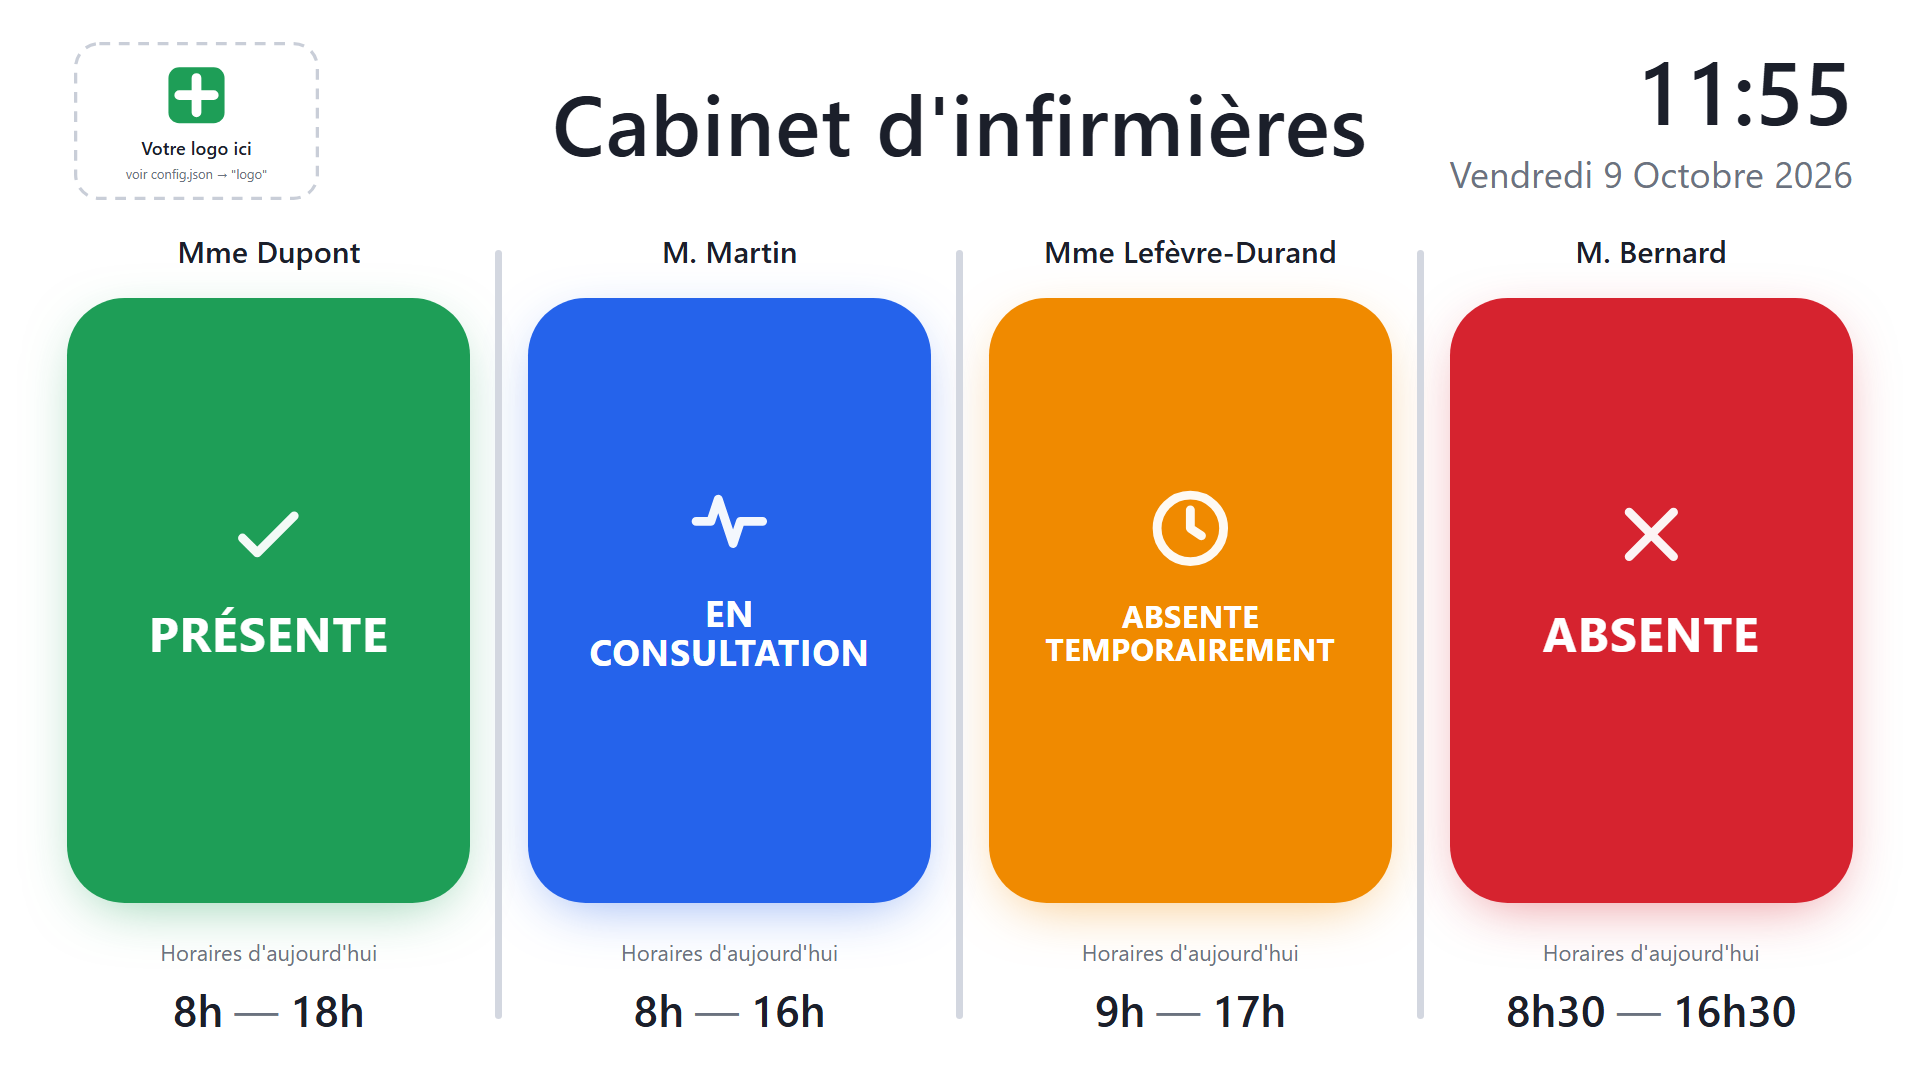 Votre logo ici
voir config.json → "logo"
Cabinet d'infirmières
11:55
Vendredi 9 Octobre 2026
Mme Dupont
PRÉSENTE
Horaires d'aujourd'hui
8h — 18h
M. Martin
EN
CONSULTATION
Horaires d'aujourd'hui
8h — 16h
Mme Lefèvre-Durand
ABSENTE
TEMPORAIREMENT
Horaires d'aujourd'hui
9h — 17h
M. Bernard
ABSENTE
Horaires d'aujourd'hui
8h30 — 16h30